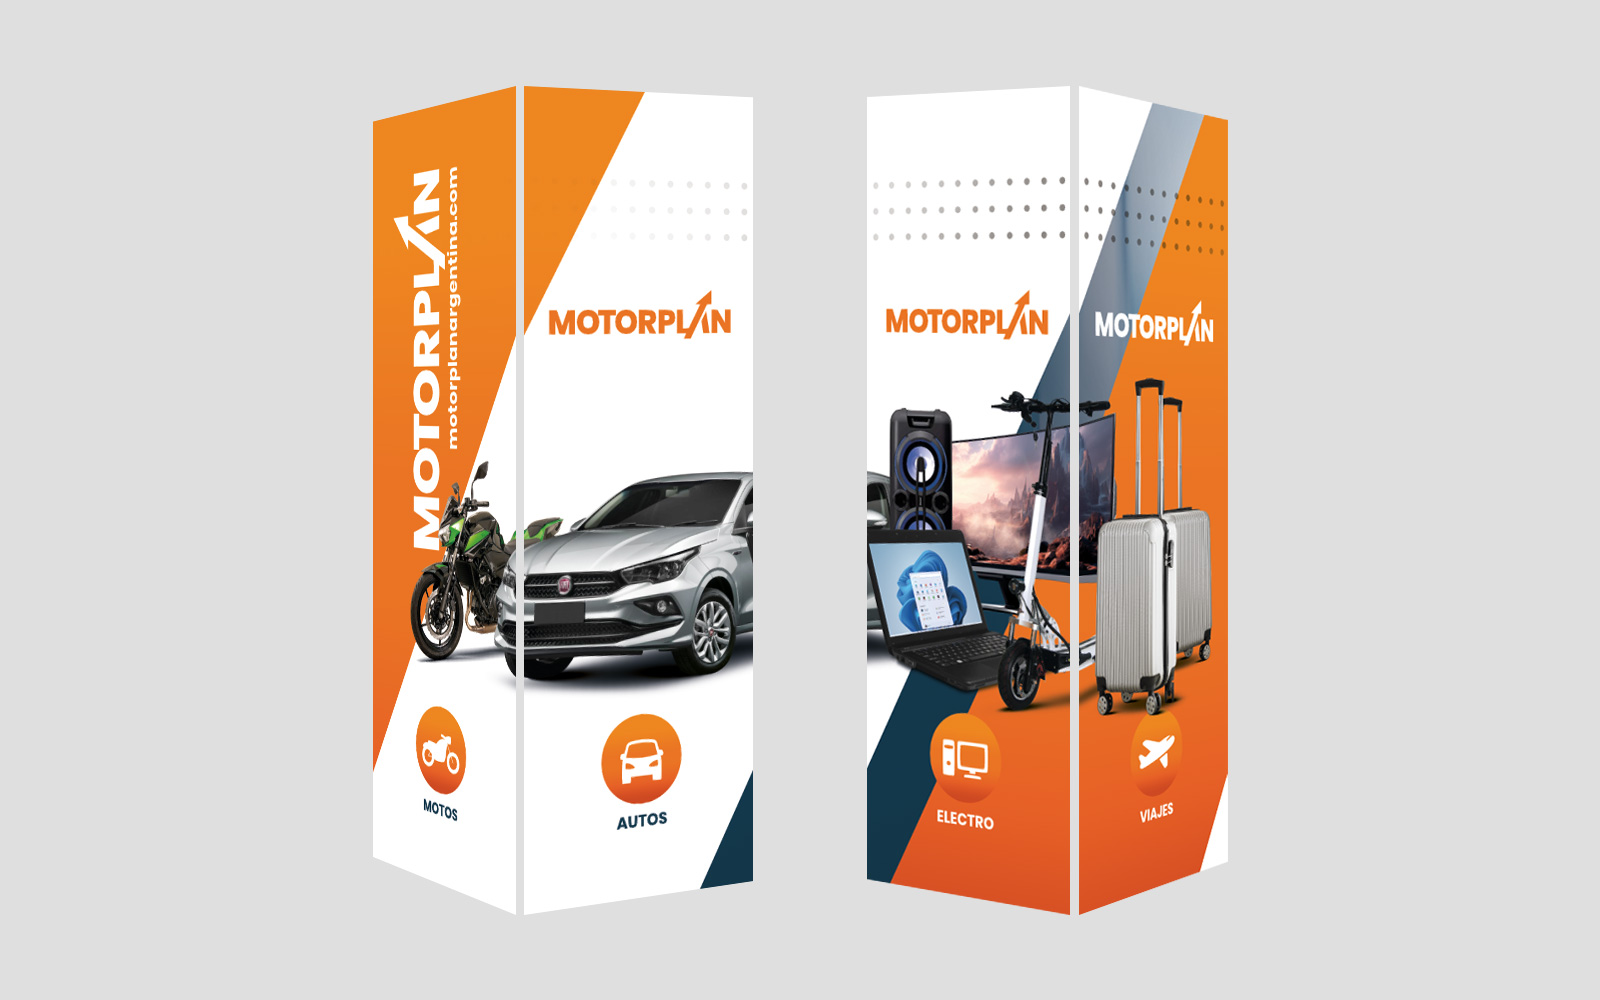 MOTORPLAN
motorplanargentina.com
MOTOS
MOTORPLAN
AUTOS
MOTORPLAN
ELECTRO
MOTORPLAN
VIAJES